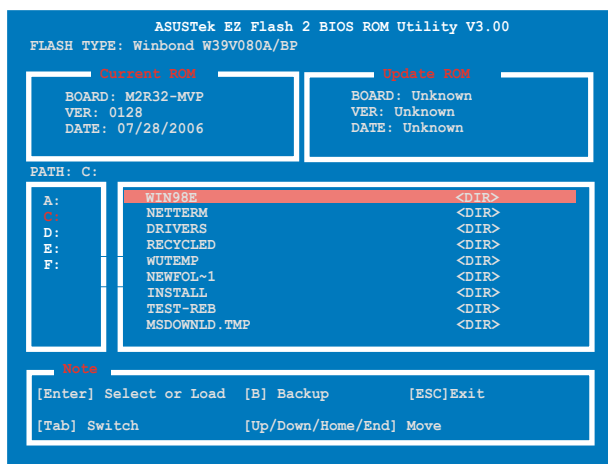 ASUSTek EZ Flash 2 BIOS ROM Utility V3.00
FLASH TYPE: Winbond W39V080A/BP
Current ROM
BOARD: M2R32-MVP
VER: 0128
DATE: 07/28/2006
Update ROM
BOARD: Unknown
VER: Unknown
DATE: Unknown
PATH: C:
A:
C:
D:
E:
F:
WIN98E <DIR>
NETTERM <DIR>
DRIVERS <DIR>
RECYCLED <DIR>
WUTEMP <DIR>
NEWFOL~1 <DIR>
INSTALL <DIR>
TEST-REB <DIR>
MSDOWNLD.TMP <DIR>
Note
[Enter] Select or Load [B] Backup [ESC]Exit
[Tab] Switch [Up/Down/Home/End] Move